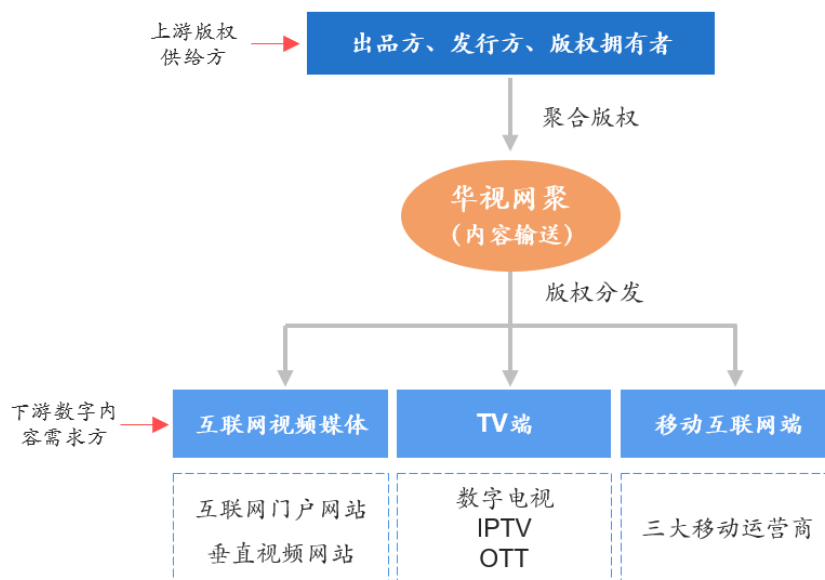 上游版权
供给方
出品方、发行方、版权拥有者
聚合版权
华视网聚
（内容输送）
版权分发
下游数字内
容需求方
互联网视频媒体
TV端
移动互联网端
互联网门户网站
垂直视频网站
数字电视
IPTV
OTT
三大移动运营商